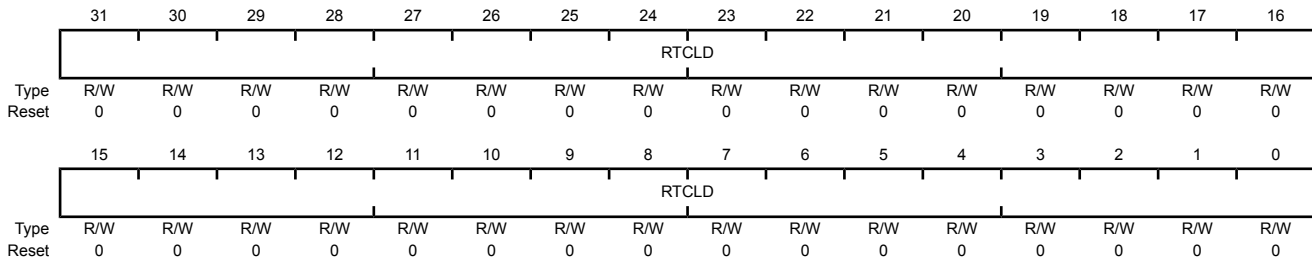 31 30 29 28 27 26 25 24 23 22 21 20 19 18 17 16
RTCLD
Type R/W R/W R/W R/W R/W R/W R/W R/W R/W R/W R/W R/W R/W R/W R/W R/W
Reset 0 0 0 0 0 0 0 0 0 0 0 0 0 0 0 0
15 14 13 12 11 10 9 8 7 6 5 4 3 2 1 0
RTCLD
Type R/W R/W R/W R/W R/W R/W R/W R/W R/W R/W R/W R/W R/W R/W R/W R/W
Reset 0 0 0 0 0 0 0 0 0 0 0 0 0 0 0 0